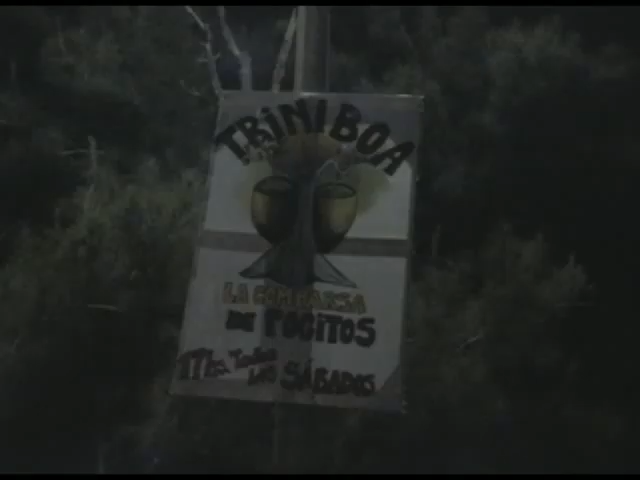 TRINIBOA
LA COMPARSA
DE POCITOS
Todos
LOS SÁBADOS